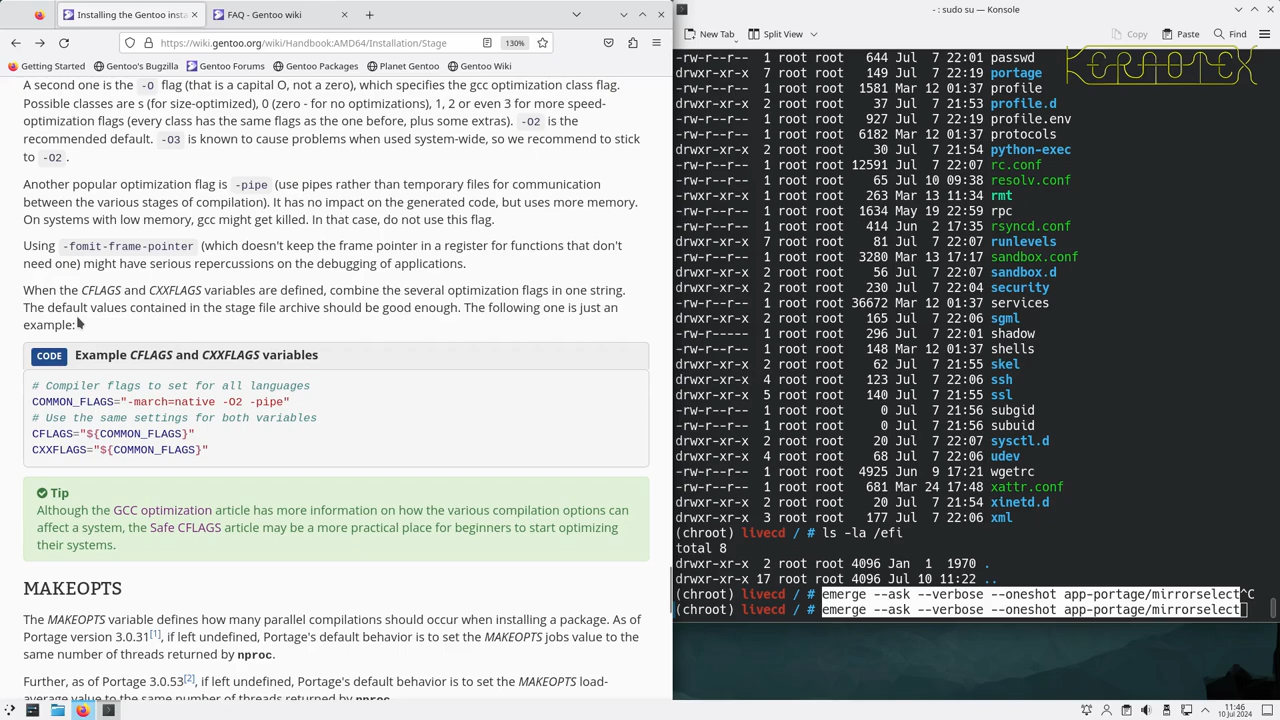 Installing the Gentoo insta
FAQ - Gentoo wiki
https://wiki.gentoo.org/wiki/Handbook:AMD64/Installation/Stage
130%
Getting Started
Gentoo's Bugzilla
Gentoo Forums
Gentoo Packages
Planet Gentoo
Gentoo Wiki
A second one is the -O flag (that is a capital O, not a zero), which specifies the gcc optimization class flag.
Possible classes are s (for size-optimized), 0 (zero - for no optimizations), 1, 2 or even 3 for more speed-
optimization flags (every class has the same flags as the one before, plus some extras). -O2 is the
recommended default. -O3 is known to cause problems when used system-wide, so we recommend to stick
to -O2 .
Another popular optimization flag is -pipe (use pipes rather than temporary files for communication
between the various stages of compilation). It has no impact on the generated code, but uses more memory.
On systems with low memory, gcc might get killed. In that case, do not use this flag.
Using -fomit-frame-pointer (which doesn't keep the frame pointer in a register for functions that don't
need one) might have serious repercussions on the debugging of applications.
When the CFLAGS and CXXFLAGS variables are defined, combine the several optimization flags in one string.
The default values contained in the stage file archive should be good enough. The following one is just an
example:
CODE Example CFLAGS and CXXFLAGS variables
# Compiler flags to set for all languages
COMMON_FLAGS="-march=native -O2 -pipe"
# Use the same settings for both variables
CFLAGS="${COMMON_FLAGS}"
CXXFLAGS="${COMMON_FLAGS}"
Tip
Although the GCC optimization article has more information on how the various compilation options can
affect a system, the Safe CFLAGS article may be a more practical place for beginners to start optimizing
their systems.
MAKEOPTS
The MAKEOPTS variable defines how many parallel compilations should occur when installing a package. As of
Portage version 3.0.31[1], if left undefined, Portage's default behavior is to set the MAKEOPTS jobs value to the
same number of threads returned by nproc.
Further, as of Portage 3.0.53[2], if left undefined, Portage's default behavior is to set the MAKEOPTS load-
average value to the same number of threads returned by nproc.
- : sudo su — Konsole
New Tab
Split View
Copy
Paste
Find
KERAOTEX
-rw-r--r-- 1 root root 644 Jul 7 22:01 passwd
drwxr-xr-x 7 root root 149 Jul 7 22:19 portage
-rw-r--r-- 1 root root 1581 Mar 12 01:37 profile
drwxr-xr-x 2 root root 37 Jul 7 21:53 profile.d
-rw-r--r-- 1 root root 927 Jul 7 22:19 profile.env
-rw-r--r-- 1 root root 6182 Mar 12 01:37 protocols
drwxr-xr-x 2 root root 30 Jul 7 21:54 python-exec
-rw-r--r-- 1 root root 12591 Jul 7 22:07 rc.conf
-rw-r--r-- 1 root root 65 Jul 10 09:38 resolv.conf
-rwxr-xr-x 1 root root 263 Mar 13 11:34 rmt
-rw-r--r-- 1 root root 1634 May 19 22:59 rpc
-rw-r--r-- 1 root root 414 Jun 2 17:35 rsyncd.conf
drwxr-xr-x 7 root root 81 Jul 7 22:07 runlevels
-rw-r--r-- 1 root root 3280 Mar 13 17:17 sandbox.conf
drwxr-xr-x 2 root root 56 Jul 7 22:07 sandbox.d
drwxr-xr-x 2 root root 230 Jul 7 22:04 security
-rw-r--r-- 1 root root 36672 Mar 12 01:37 services
drwxr-xr-x 2 root root 165 Jul 7 22:06 sgml
-rw-r----- 1 root root 296 Jul 7 22:01 shadow
-rw-r--r-- 1 root root 148 Mar 12 01:37 shells
drwxr-xr-x 2 root root 62 Jul 7 21:55 skel
drwxr-xr-x 4 root root 123 Jul 7 22:06 ssh
drwxr-xr-x 5 root root 140 Jul 7 21:55 ssl
-rw-r--r-- 1 root root 0 Jul 7 21:56 subgid
-rw-r--r-- 1 root root 0 Jul 7 21:56 subuid
drwxr-xr-x 2 root root 20 Jul 7 22:07 sysctl.d
drwxr-xr-x 4 root root 68 Jul 7 22:06 udev
-rw-r--r-- 1 root root 4925 Jun 9 17:21 wgetrc
-rw-r--r-- 1 root root 681 Mar 24 17:48 xattr.conf
drwxr-xr-x 2 root root 20 Jul 7 21:54 xinetd.d
drwxr-xr-x 3 root root 177 Jul 7 22:06 xml
(chroot) livecd / # ls -la /efi
total 8
drwxr-xr-x 2 root root 4096 Jan 1 1970 .
drwxr-xr-x 17 root root 4096 Jul 10 11:22 ..
(chroot) livecd / # emerge --ask --verbose --oneshot app-portage/mirrorselect^C
(chroot) livecd / # emerge --ask --verbose --oneshot app-portage/mirrorselect
11:46
10 Jul 2024